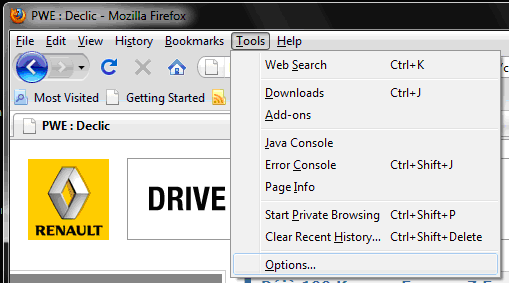 PWE : Declic - Mozilla Firefox
File Edit View History Bookmarks Tools Help
Web Search Ctrl+K
Downloads Ctrl+J
Add-ons
Java Console
Error Console Ctrl+Shift+J
Page Info
Start Private Browsing Ctrl+Shift+P
Clear Recent History... Ctrl+Shift+Delete
Options...
Most Visited Getting Started
PWE : Declic
RENAULT
DRIVE